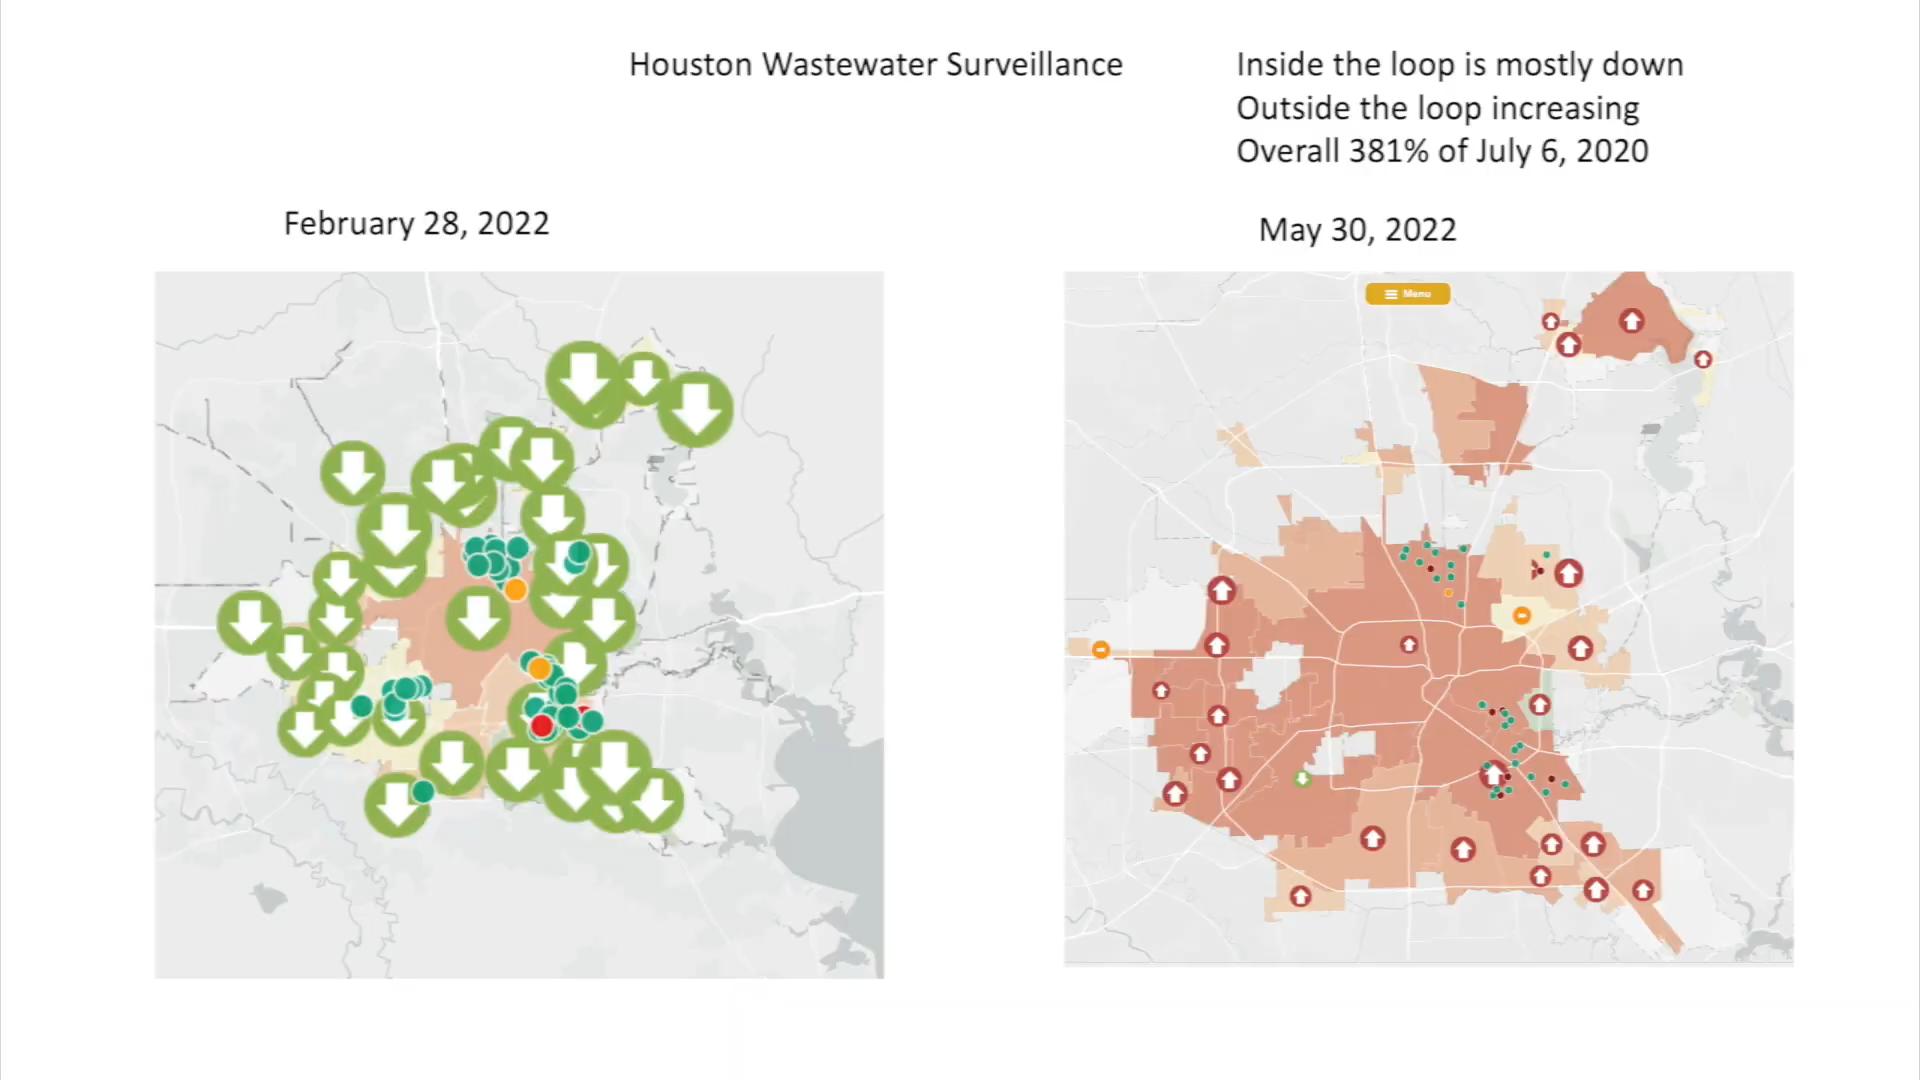 Houston Wastewater Surveillance
Inside the loop is mostly down
Outside the loop increasing
Overall 381% of July 6, 2020
February 28, 2022
May 30, 2022
Menu